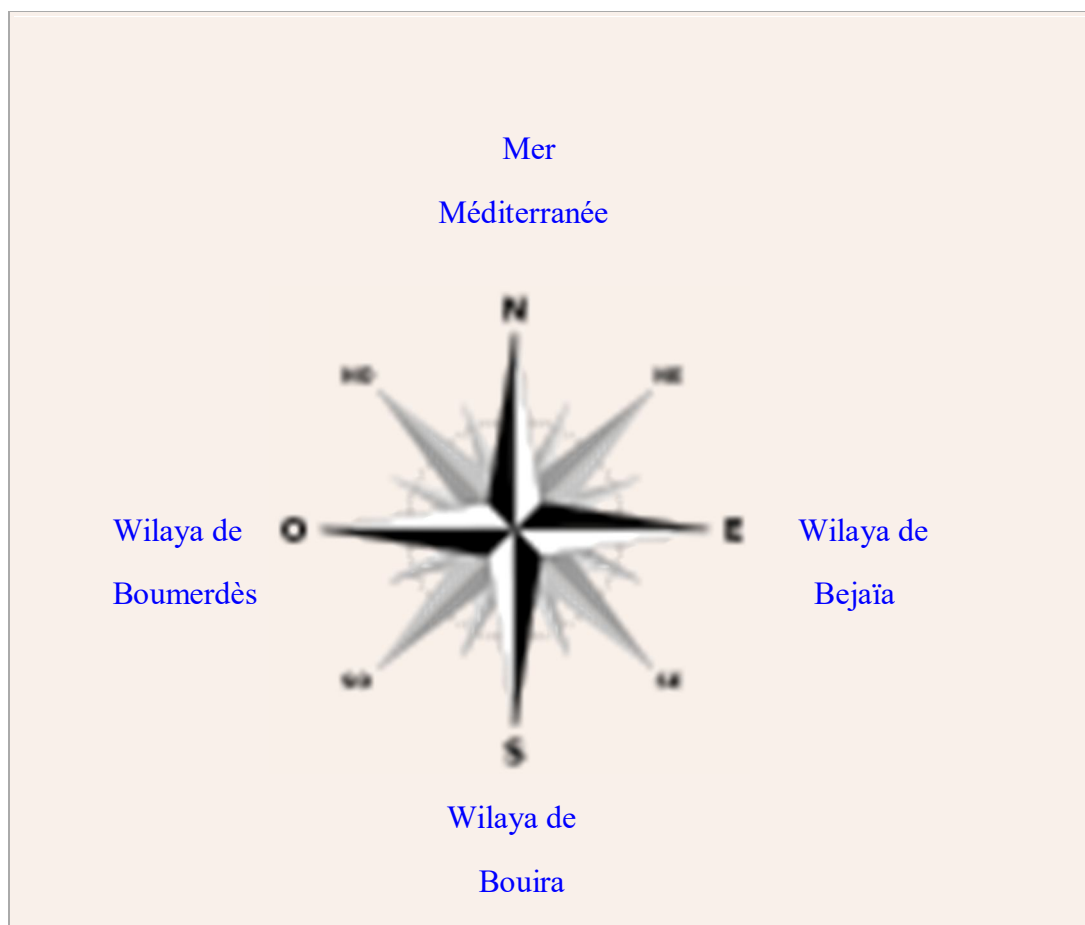 Mer
Méditerranée
N
Wilaya de
Boumerdès
O
E
Wilaya de
Bejaïa
S
Wilaya de
Bouira